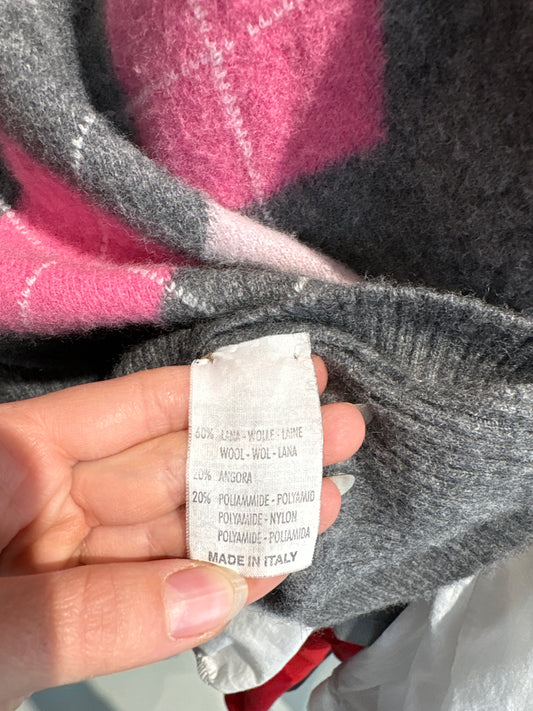 60% LANA - WOLLE - LAINE
WOOL - WOL - LANA
20% ANGORA
20% POLIAMMIDE - POLYAMID
POLYAMIDE - NYLON
POLYAMIDE - POLIAMIDA
MADE IN ITALY